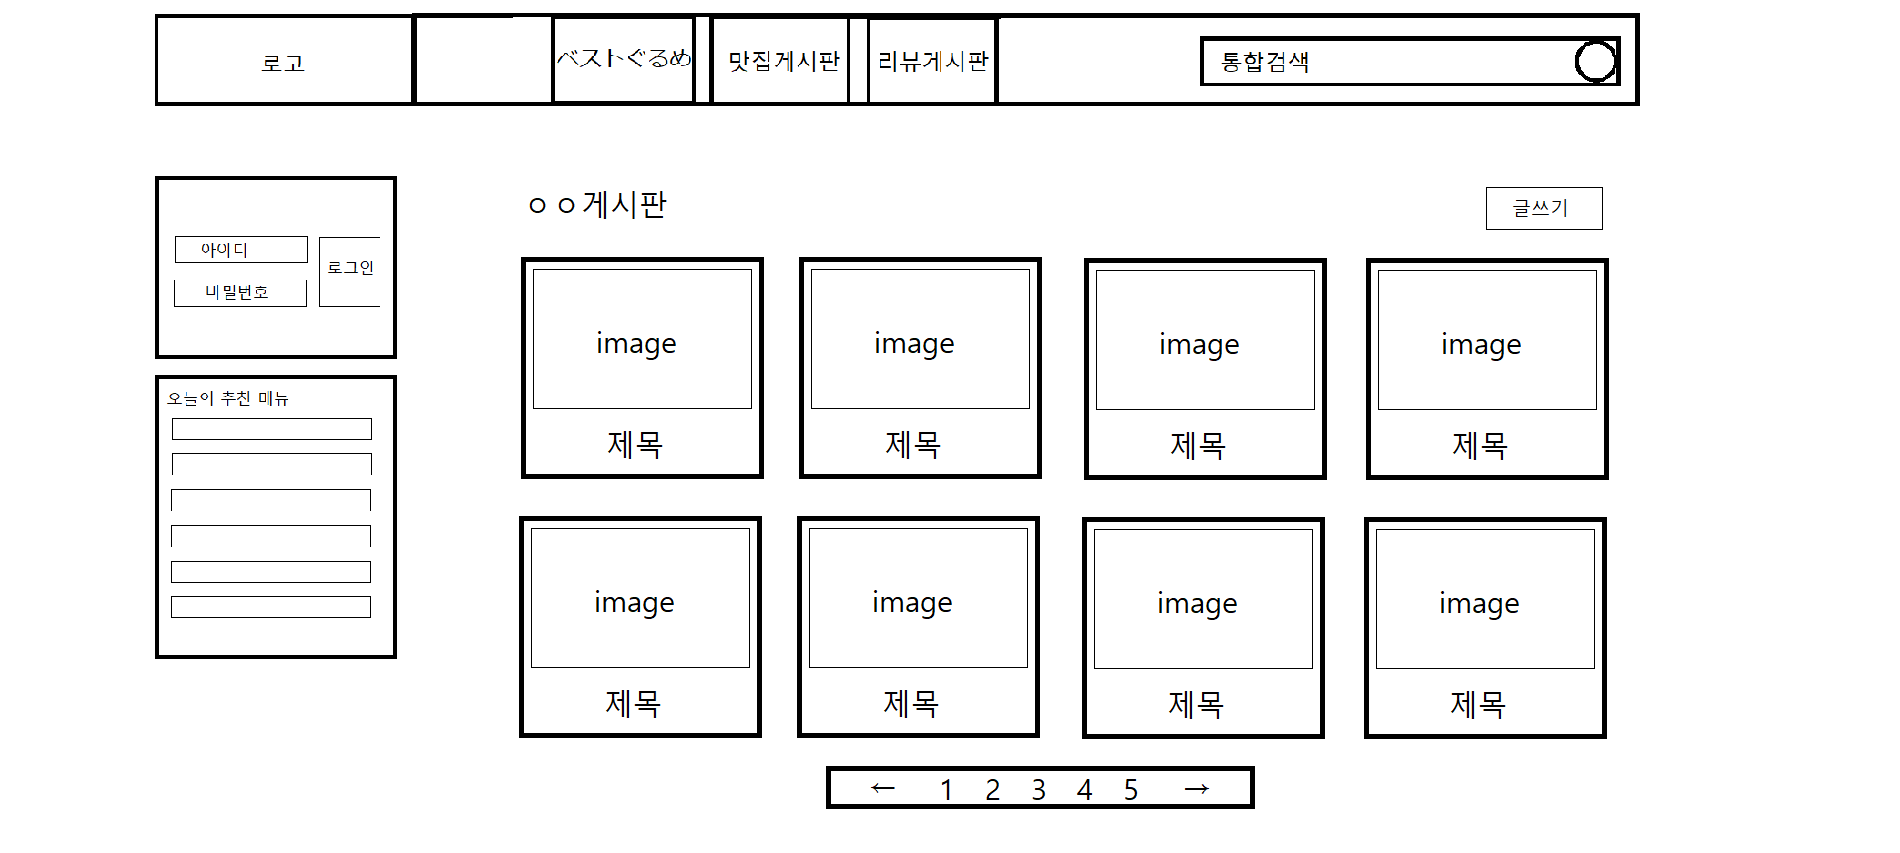 로고
ベストぐるめ
맛집게시판
리뷰게시판
통합검색
ㅇㅇ게시판
글쓰기
아이디
비밀번호
로그인
오늘의 추천 메뉴
image image image image
제목 제목 제목 제목
image image image image
제목 제목 제목 제목
← 1 2 3 4 5 →